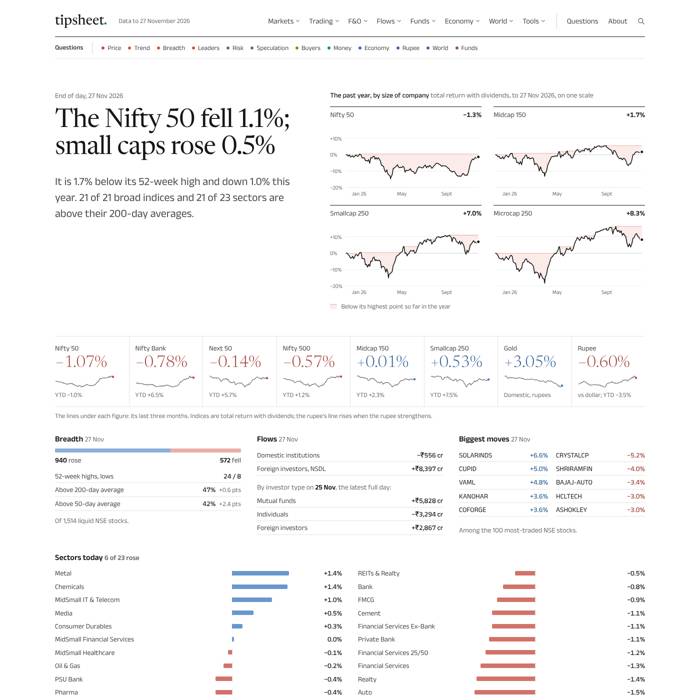 tipsheet.
Data to 27 November 2026
Markets Trading F&O Flows Funds Economy World Tools Questions About
Questions Price Trend Breadth Leaders Risk Speculation Buyers Money Economy Rupee World Funds
End of day, 27 Nov 2026
The Nifty 50 fell 1.1%;
small caps rose 0.5%
It is 1.7% below its 52-week high and down 1.0% this
year. 21 of 21 broad indices and 21 of 23 sectors are
above their 200-day averages.
The past year, by size of company total return with dividends, to 27 Nov 2026, on one scale
Nifty 50 −1.3%
+10%
0%
−10%
−20%
Jan 26 May Sept
Midcap 150 +1.7%
Jan 26 May Sept
Smallcap 250 +7.0%
+10%
0%
−10%
−20%
Jan 26 May Sept
Microcap 250 +8.3%
Jan 26 May Sept
Below its highest point so far in the year
Nifty 50
−1.07%
YTD −1.0%
Nifty Bank
−0.78%
YTD +6.5%
Next 50
−0.14%
YTD +5.7%
Nifty 500
−0.57%
YTD +1.2%
Midcap 150
+0.01%
YTD +2.3%
Smallcap 250
+0.53%
YTD +7.5%
Gold
+3.05%
Domestic, rupees
Rupee
−0.60%
vs dollar; YTD −3.5%
The lines under each figure: its last three months. Indices are total return with dividends; the rupee's line rises when the rupee strengthens.
Breadth 27 Nov
940 rose 572 fell
52-week highs, lows 24 / 8
Above 200-day average 47% +0.6 pts
Above 50-day average 42% +2.4 pts
Of 1,514 liquid NSE stocks.
Flows 27 Nov
Domestic institutions −₹556 cr
Foreign investors, NSDL +₹8,397 cr
By investor type on 25 Nov, the latest full day:
Mutual funds +₹5,828 cr
Individuals −₹3,294 cr
Foreign investors +₹2,867 cr
Biggest moves 27 Nov
SOLARINDS +6.6% CRYSTALCP −5.2%
CUPID +5.0% SHRIRAMFIN −4.0%
VAML +4.8% BAJAJ-AUTO −3.4%
KANOHAR +3.6% HCLTECH −3.0%
COFORGE +3.6% ASHOKLEY −3.0%
Among the 100 most-traded NSE stocks.
Sectors today 6 of 23 rose
Metal +1.4%
Chemicals +1.4%
MidSmall IT & Telecom +1.0%
Media +0.5%
Consumer Durables +0.3%
MidSmall Financial Services 0.0%
MidSmall Healthcare −0.1%
Oil & Gas −0.2%
PSU Bank −0.4%
Pharma −0.4%
REITs & Realty −0.5%
Bank −0.8%
FMCG −0.9%
Cement −1.1%
Financial Services Ex-Bank −1.1%
Private Bank −1.1%
Financial Services 25/50 −1.2%
Financial Services −1.3%
Realty −1.4%
Auto −1.5%